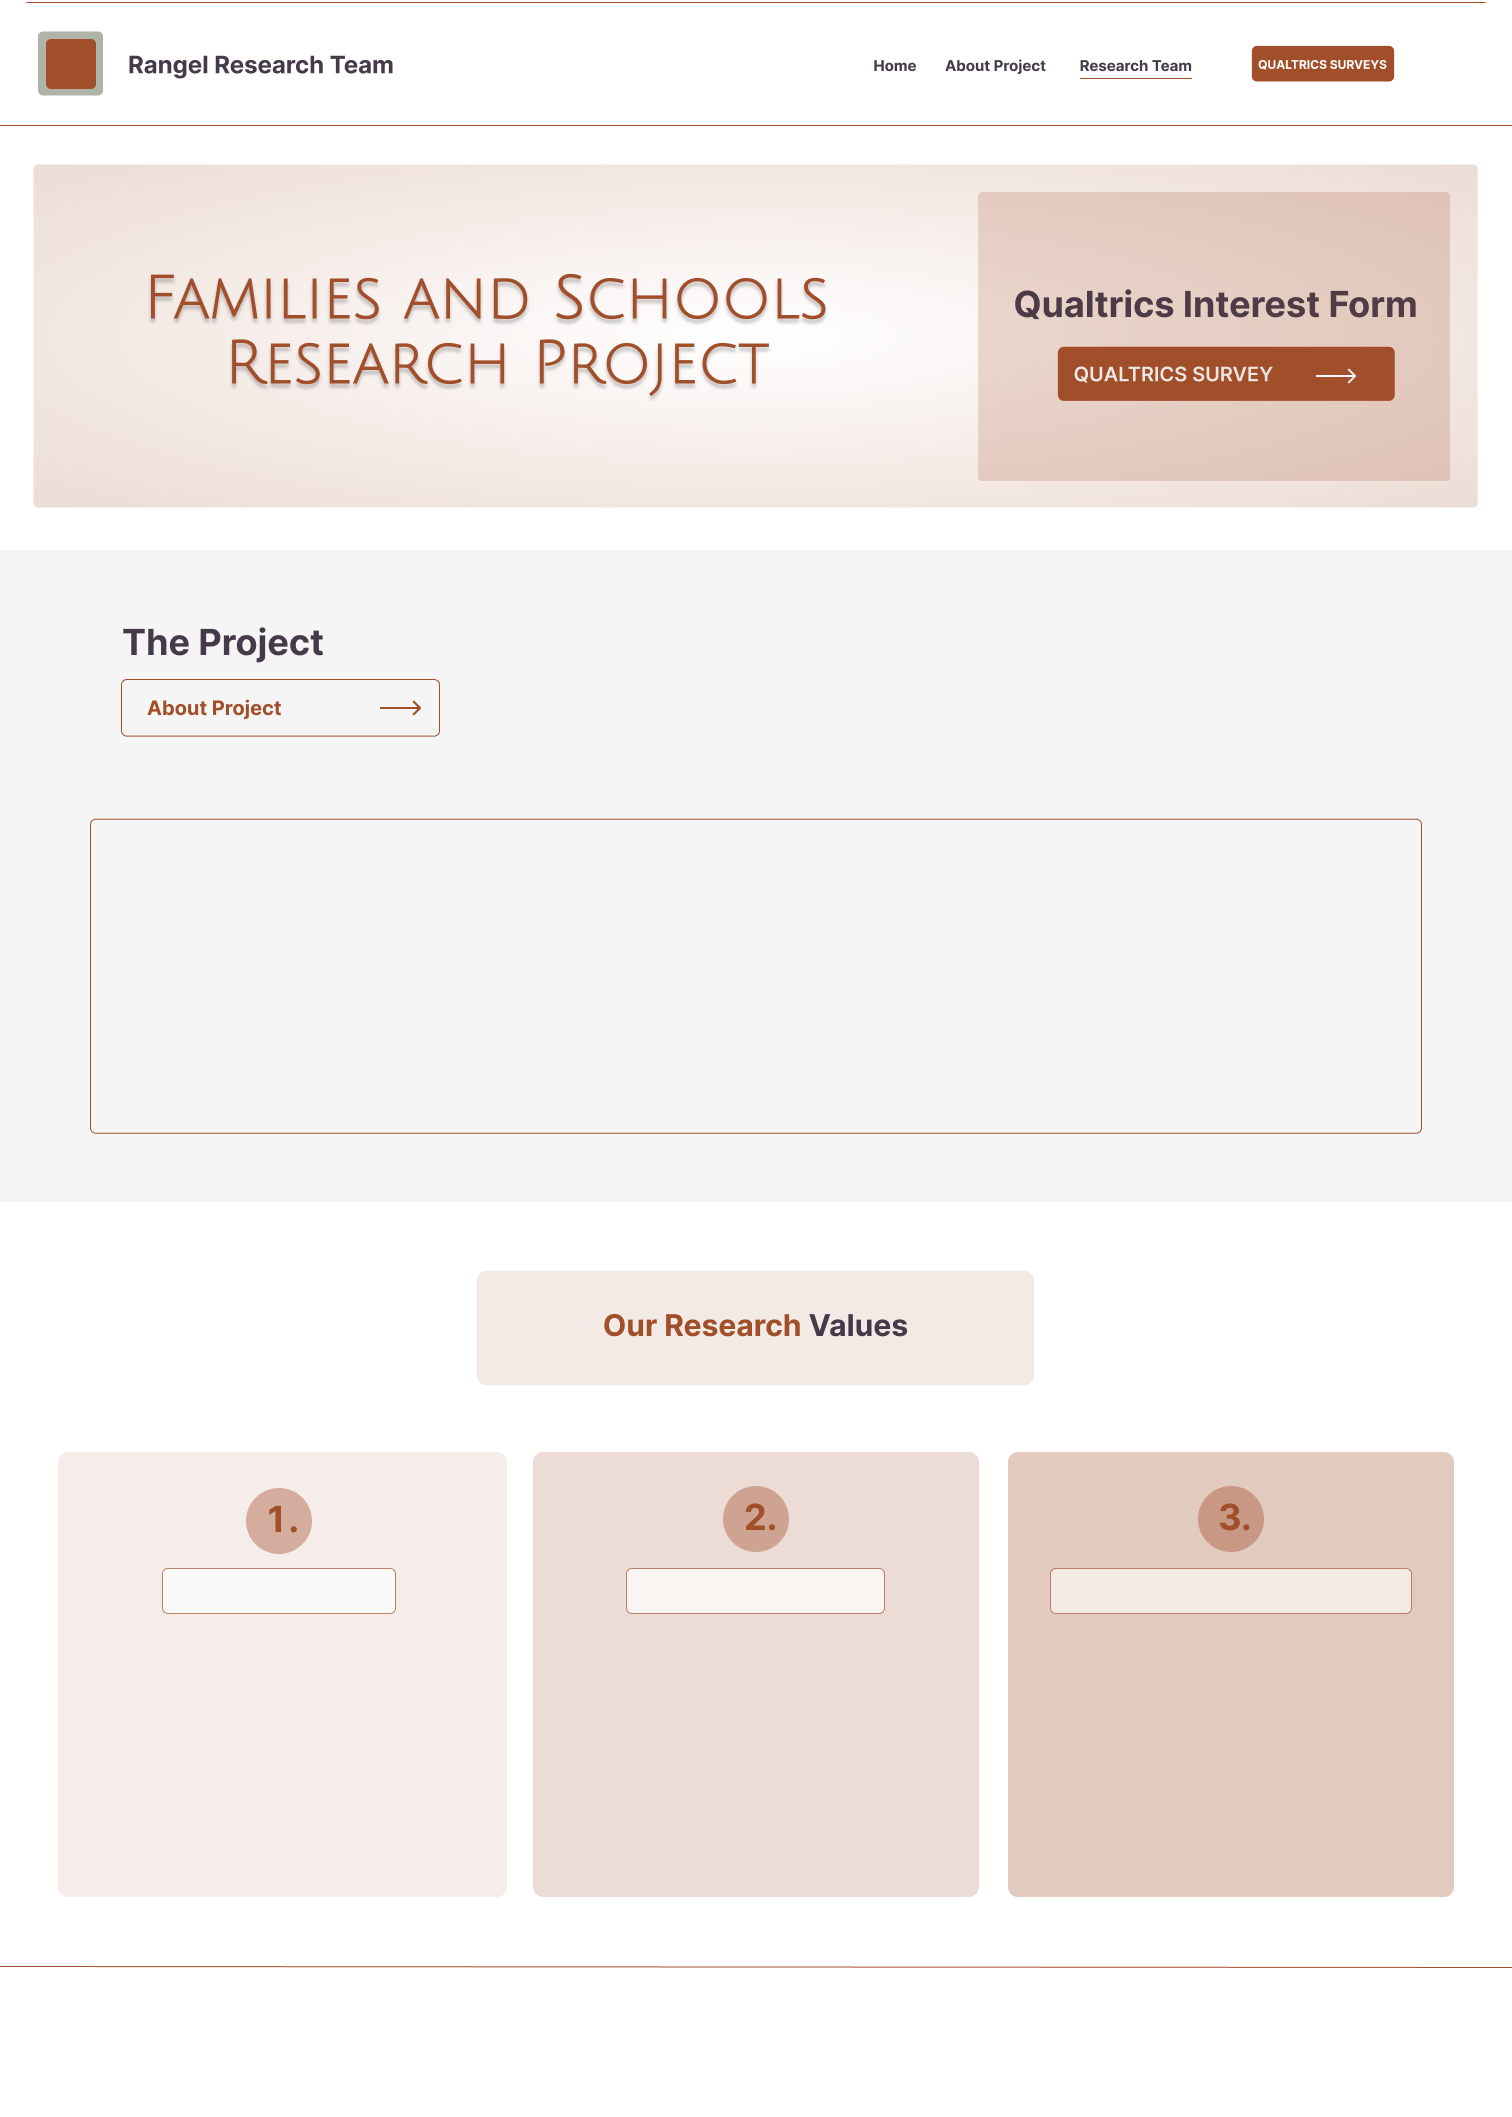 Rangel Research Team
Home About Project Research Team QUALTRICS SURVEYS
Families and Schools
Research Project
Qualtrics Interest Form
QUALTRICS SURVEY
The Project
About Project
Our Research Values
1.
2.
3.